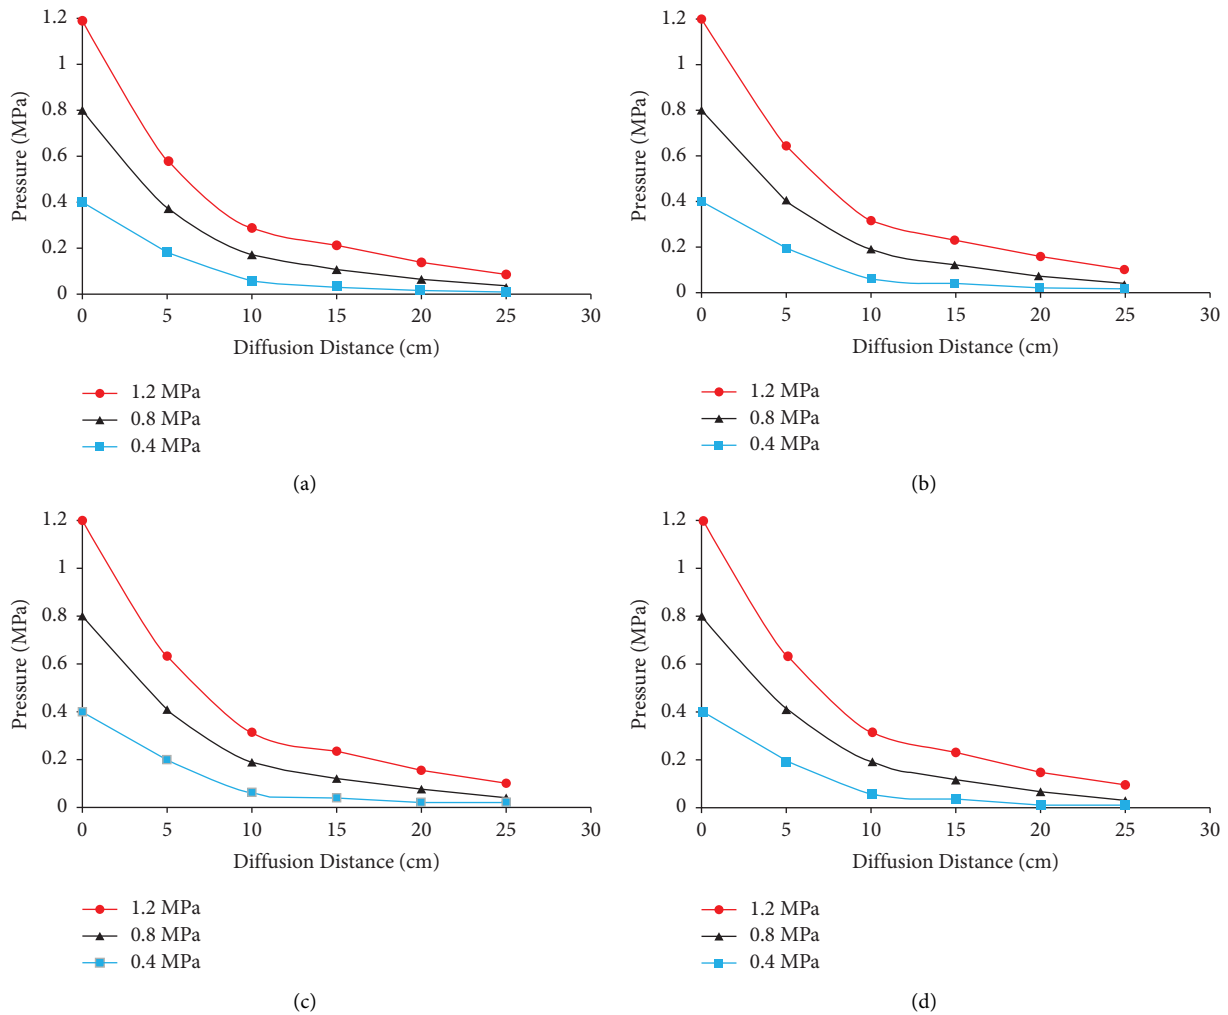 1.2
1
0.8
0.6
0.4
0.2
0
0 5 10 15 20 25 30
Pressure (MPa)
Diffusion Distance (cm)
1.2 MPa
0.8 MPa
0.4 MPa
(a)
1.2
1
0.8
0.6
0.4
0.2
0
0 5 10 15 20 25 30
Pressure (MPa)
Diffusion Distance (cm)
1.2 MPa
0.8 MPa
0.4 MPa
(b)
1.2
1
0.8
0.6
0.4
0.2
0
0 5 10 15 20 25 30
Pressure (MPa)
Diffusion Distance (cm)
1.2 MPa
0.8 MPa
0.4 MPa
(c)
1.2
1
0.8
0.6
0.4
0.2
0
0 5 10 15 20 25 30
Pressure (MPa)
Diffusion Distance (cm)
1.2 MPa
0.8 MPa
0.4 MPa
(d)